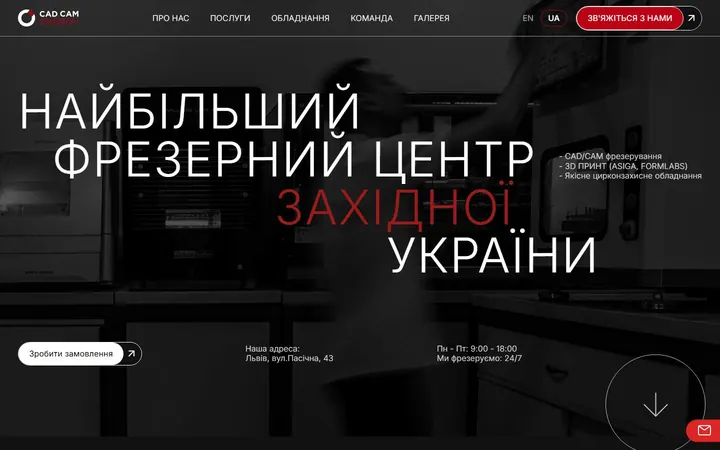 CAD CAM
ПРО НАС
ПОСЛУГИ
ОБЛАДНАННЯ
КОМАНДА
ГАЛЕРЕЯ
EN
UA
ЗВ'ЯЖІТЬСЯ З НАМИ
НАЙБІЛЬШИЙ
ФРЕЗЕРНИЙ ЦЕНТР
ЗАХІДНОЇ
УКРАЇНИ
- CAD/CAM фрезерування
- 3D ПРИНТ (ASIGA, FORMLABS)
- Якісне цирконзахисне обладнання
Зробити замовлення
Наша адреса:
Львів, вул.Пасічна, 43
Пн - Пт: 9:00 - 18:00
Ми фрезеруємо: 24/7